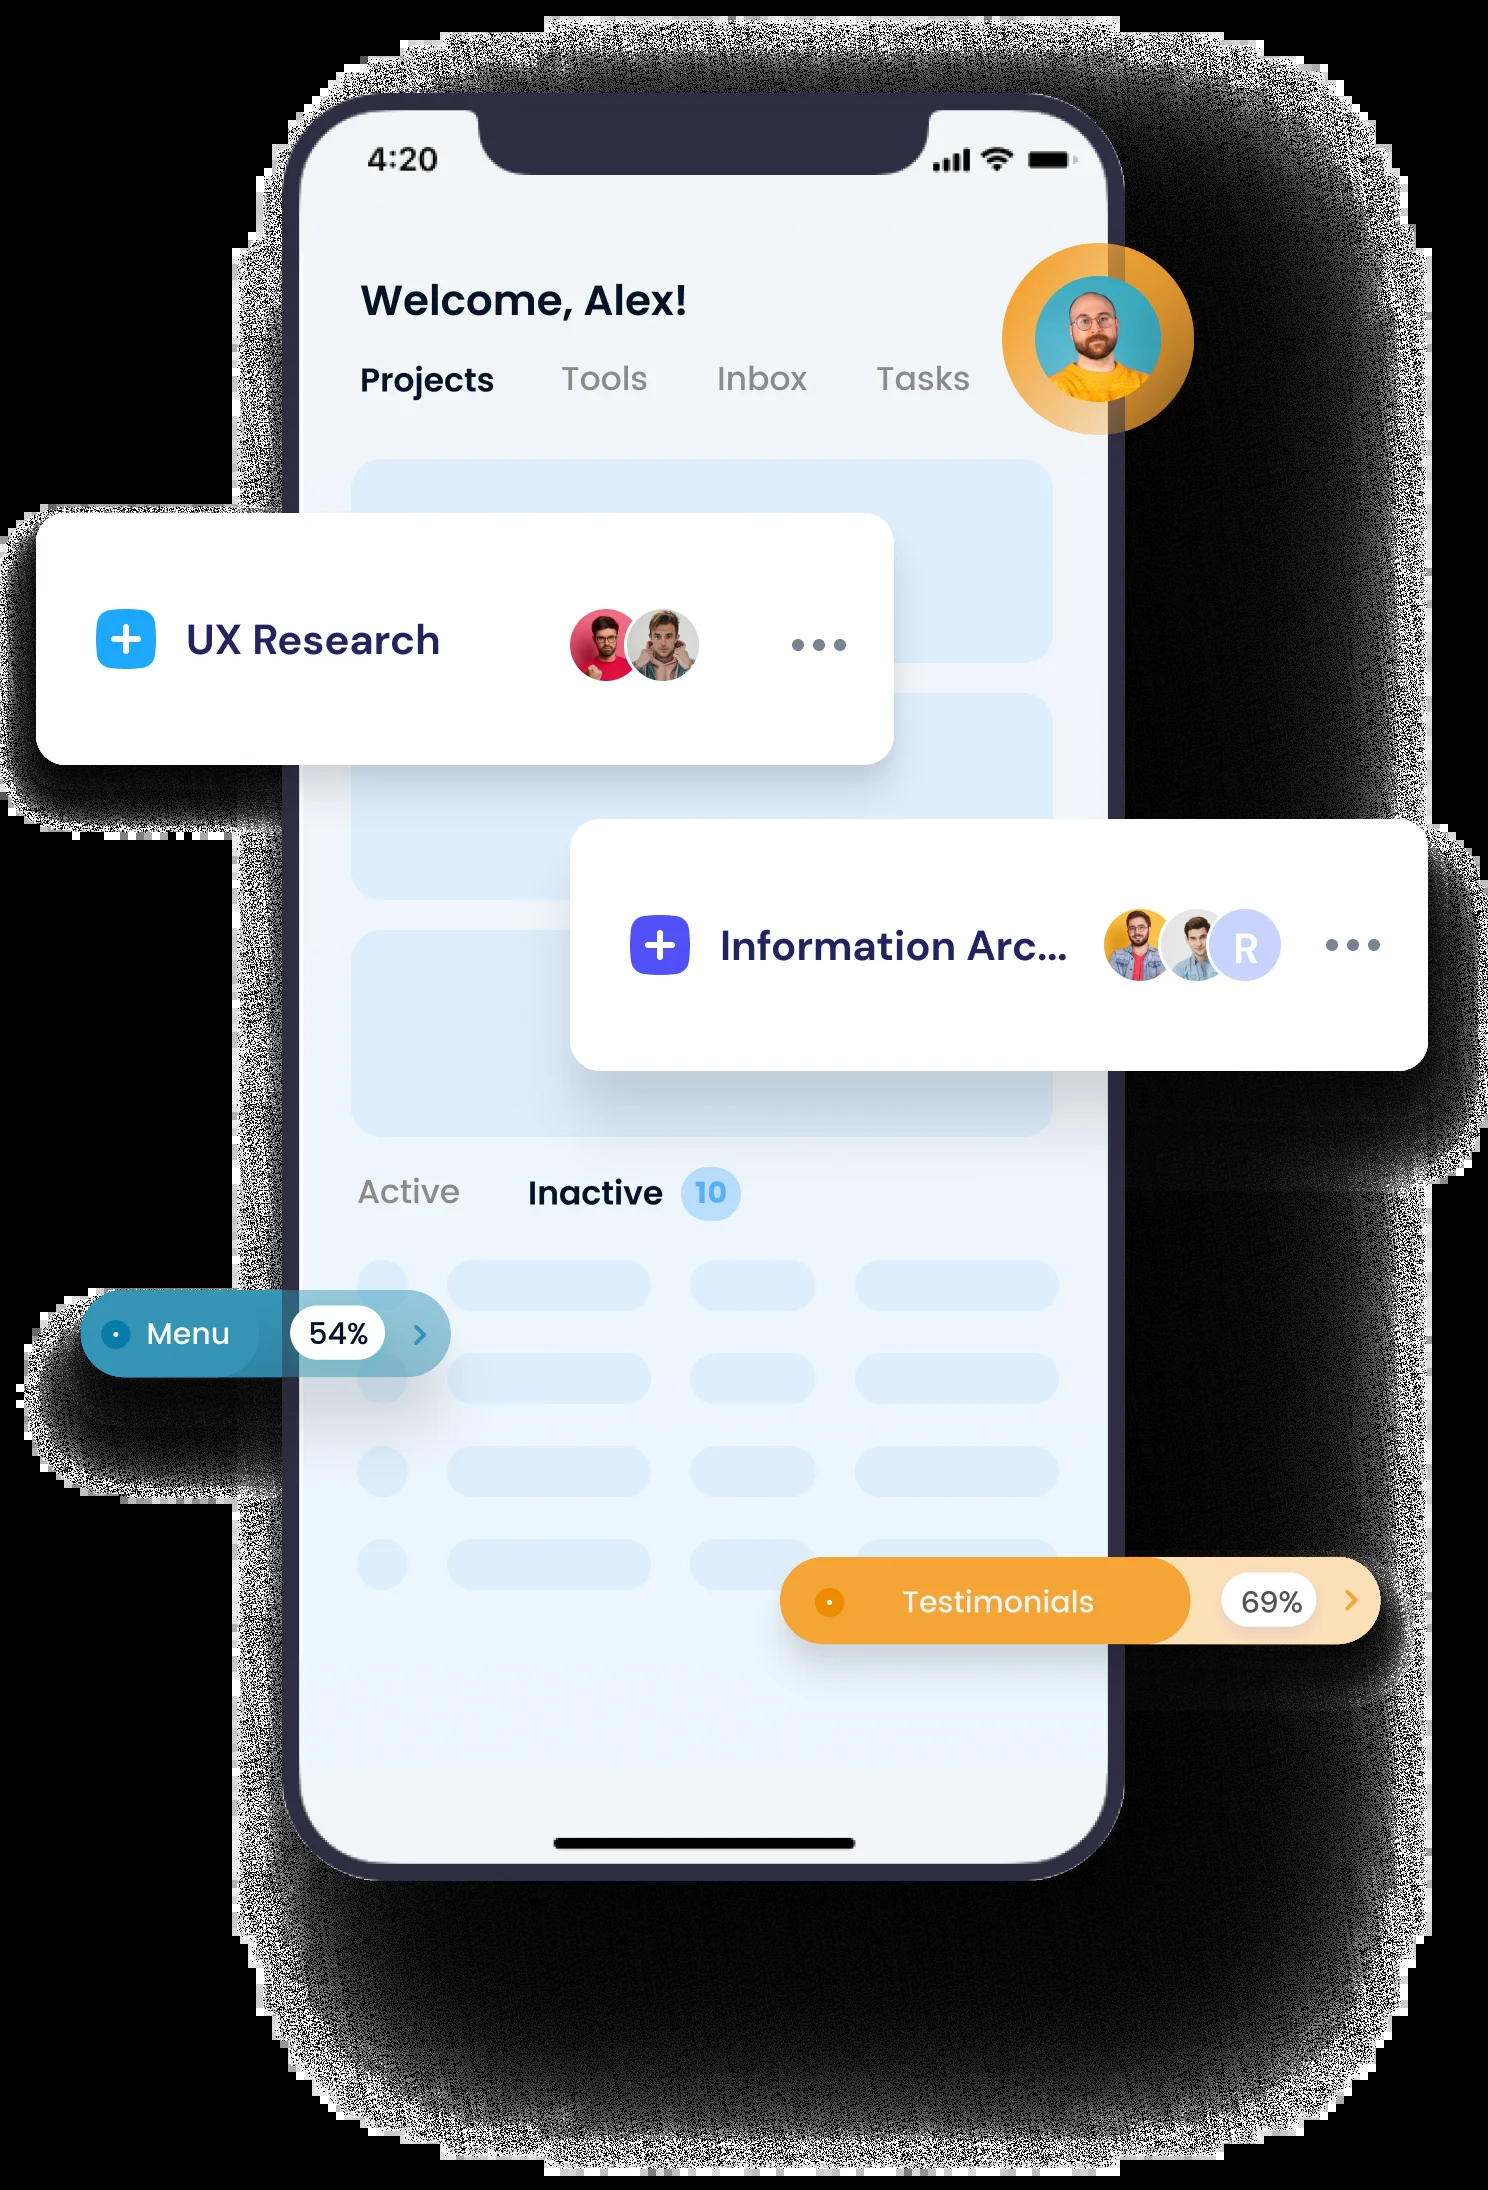 4:20
Welcome, Alex!
Projects Tools Inbox Tasks
UX Research
Information Arc... R
Active Inactive 10
Menu 54%
Testimonials 69%